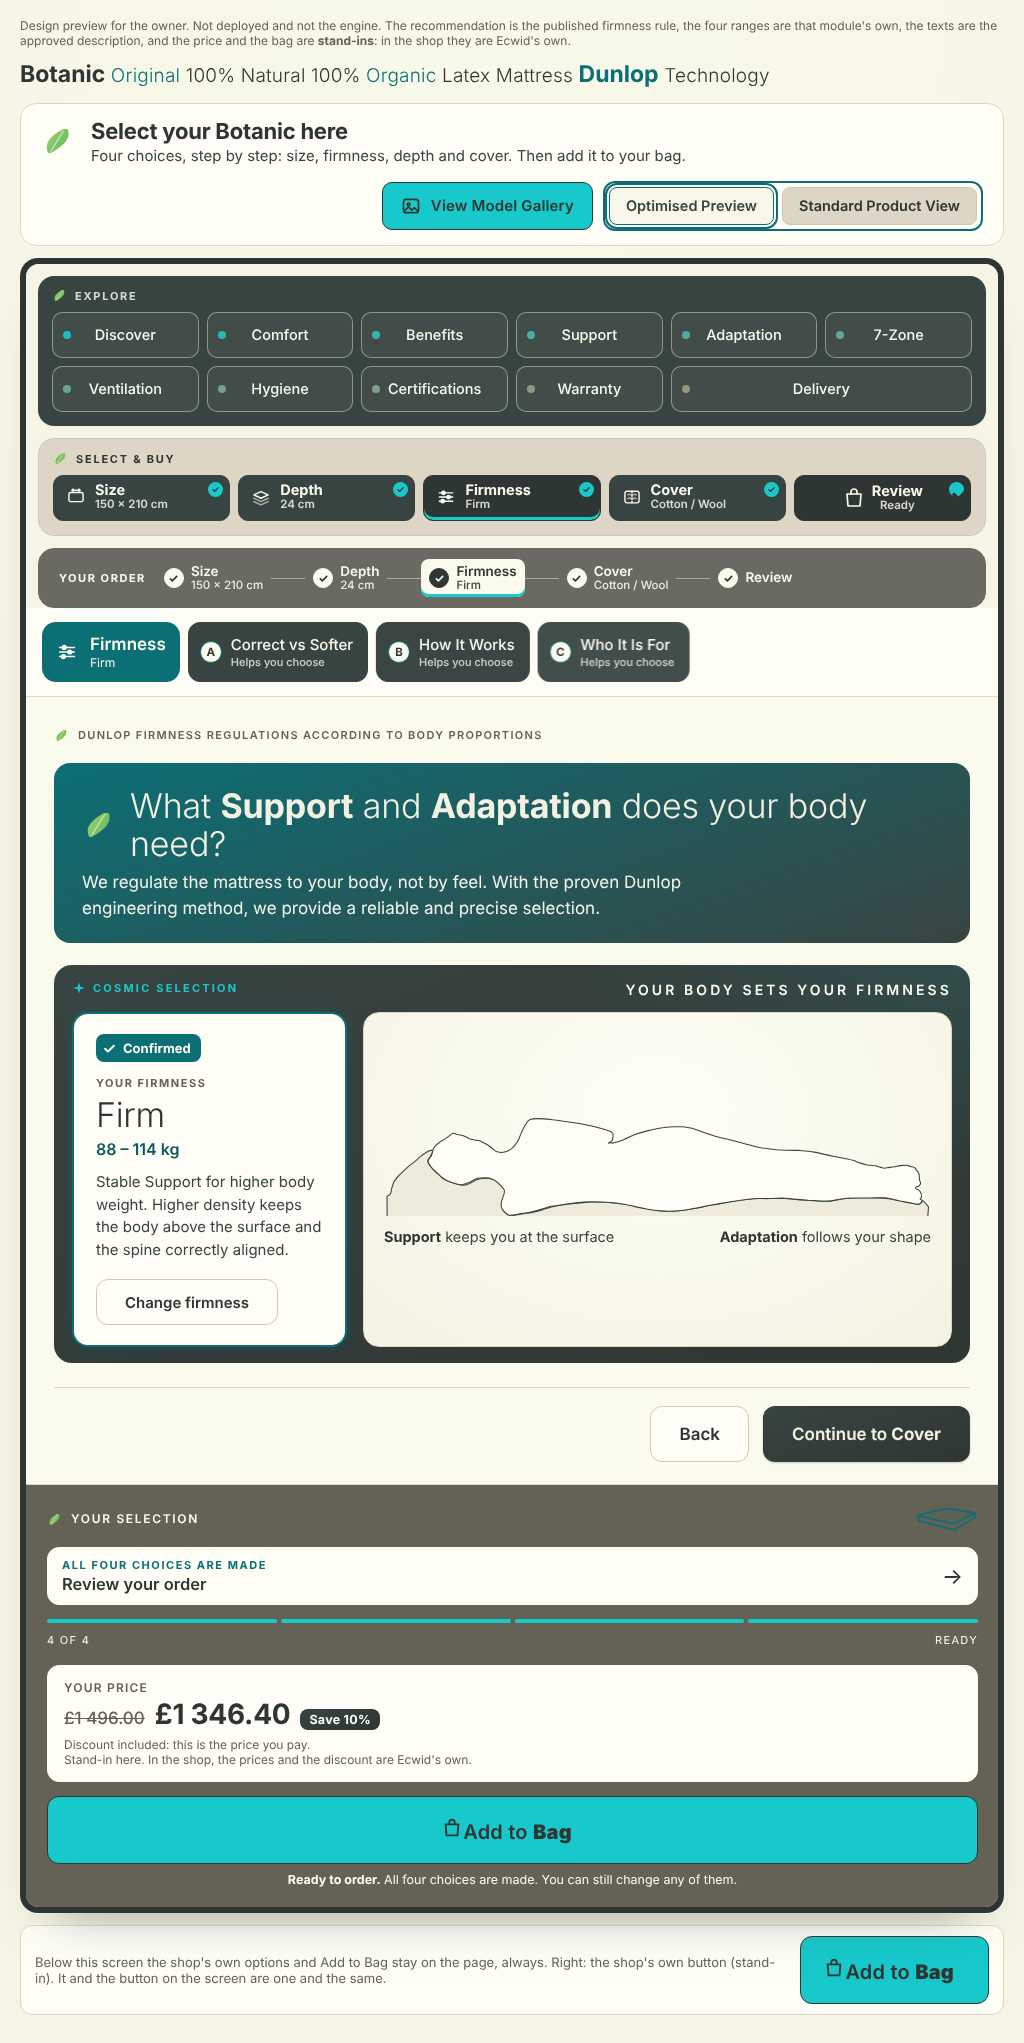 Design preview for the owner. Not deployed and not the engine. The recommendation is the published firmness rule, the four ranges are that module's own, the texts are the
approved description, and the price and the bag are stand-ins: in the shop they are Ecwid's own.
Botanic Original 100% Natural 100% Organic Latex Mattress Dunlop Technology
Select your Botanic here
Four choices, step by step: size, firmness, depth and cover. Then add it to your bag.
View Model Gallery
Optimised Preview
Standard Product View
EXPLORE
Discover
Comfort
Benefits
Support
Adaptation
7-Zone
Ventilation
Hygiene
Certifications
Warranty
Delivery
SELECT & BUY
Size
150 × 210 cm
Depth
24 cm
Firmness
Firm
Cover
Cotton / Wool
Review
Ready
YOUR ORDER
Size
150 × 210 cm
Depth
24 cm
Firmness
Firm
Cover
Cotton / Wool
Review
Firmness
Firm
A
Correct vs Softer
Helps you choose
B
How It Works
Helps you choose
C
Who It Is For
Helps you choose
DUNLOP FIRMNESS REGULATIONS ACCORDING TO BODY PROPORTIONS
What Support and Adaptation does your body
need?
We regulate the mattress to your body, not by feel. With the proven Dunlop
engineering method, we provide a reliable and precise selection.
COSMIC SELECTION
YOUR BODY SETS YOUR FIRMNESS
Confirmed
YOUR FIRMNESS
Firm
88 – 114 kg
Stable Support for higher body
weight. Higher density keeps
the body above the surface and
the spine correctly aligned.
Change firmness
Support keeps you at the surface
Adaptation follows your shape
Back
Continue to Cover
YOUR SELECTION
ALL FOUR CHOICES ARE MADE
Review your order
4 OF 4
READY
YOUR PRICE
£1 496.00 £1 346.40 Save 10%
Discount included: this is the price you pay.
Stand-in here. In the shop, the prices and the discount are Ecwid's own.
Add to Bag
Ready to order. All four choices are made. You can still change any of them.
Below this screen the shop's own options and Add to Bag stay on the page, always. Right: the shop's own button (stand-
in). It and the button on the screen are one and the same.
Add to Bag